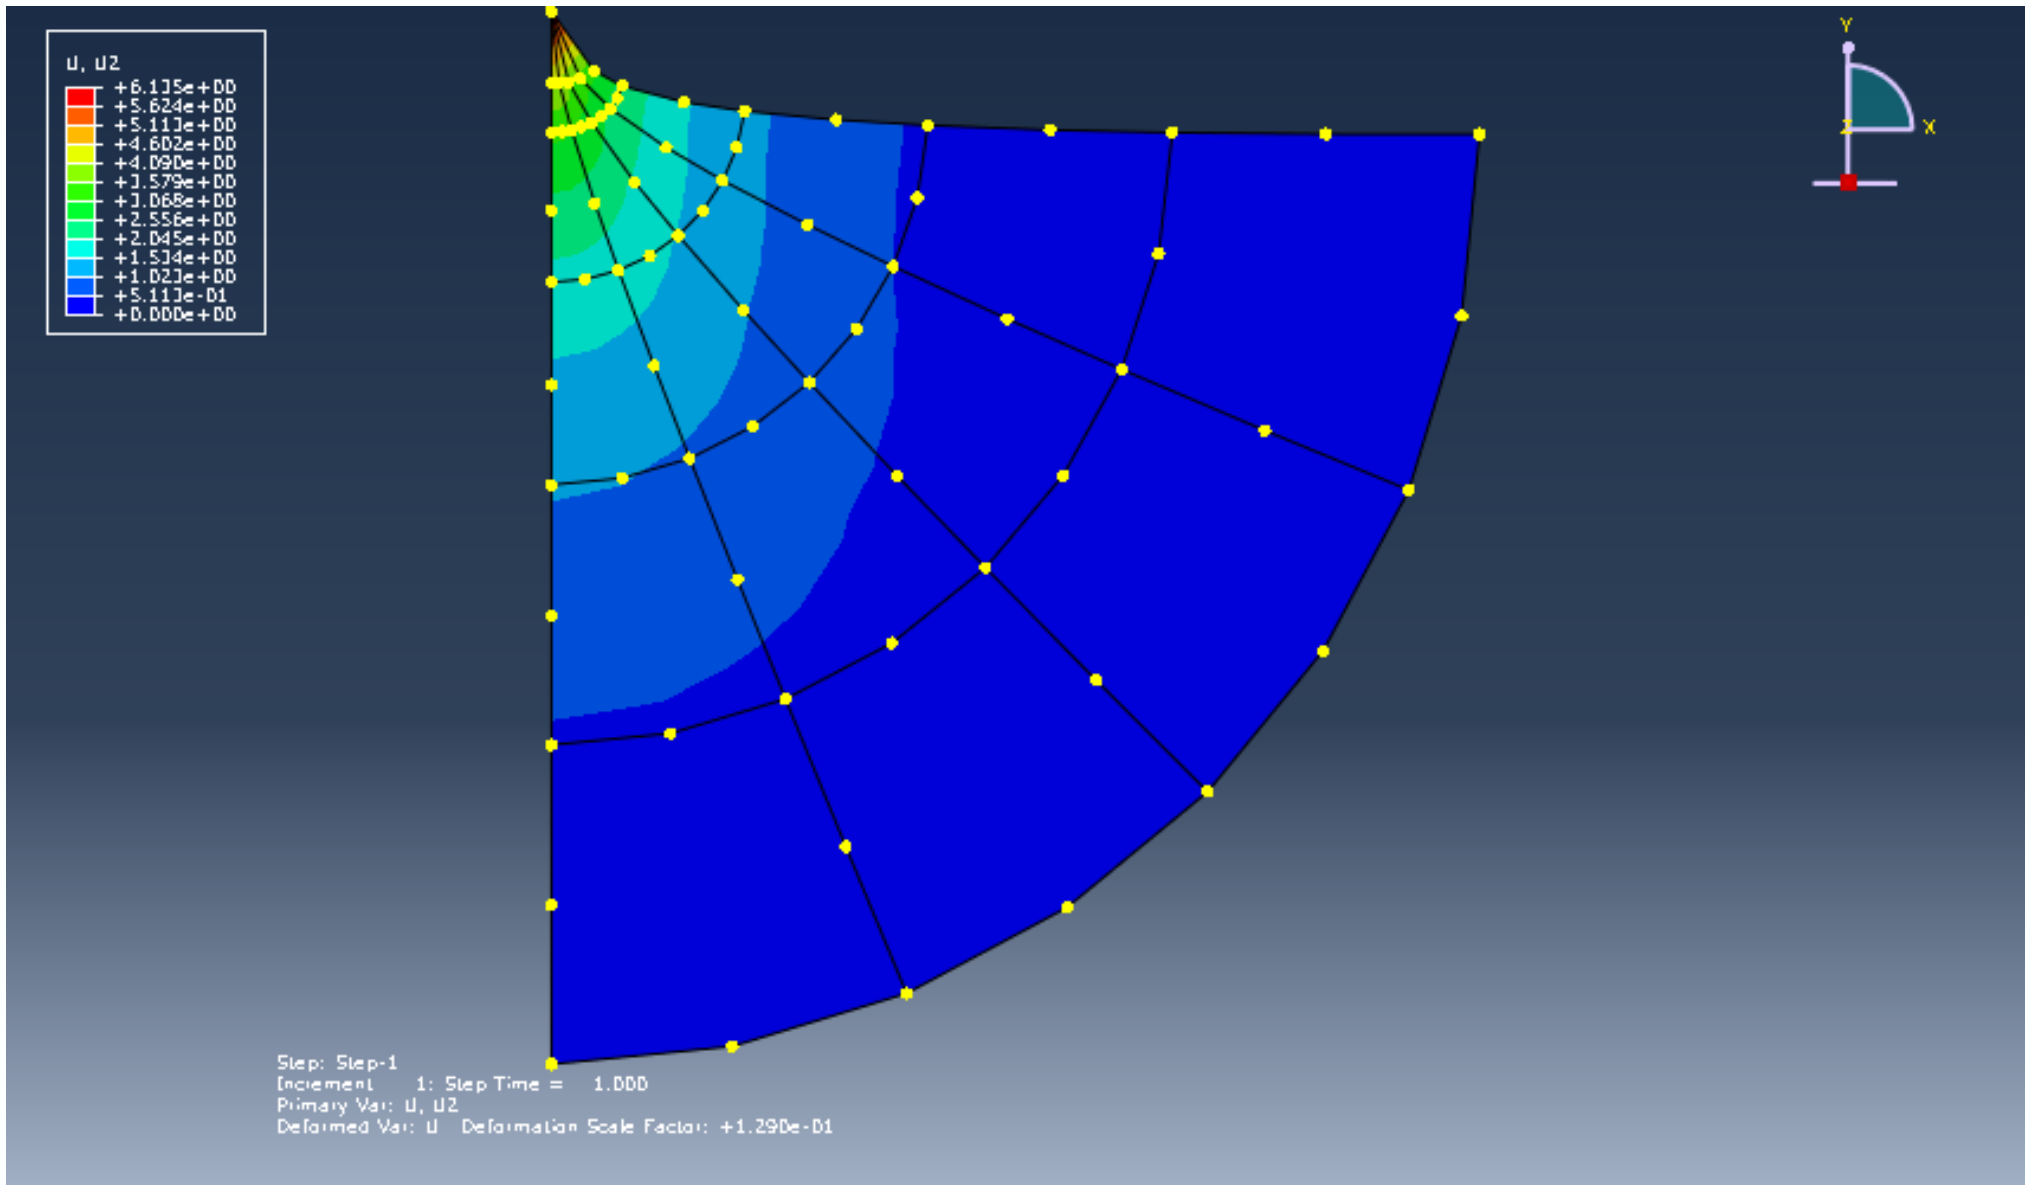 U, U2
+6.135e+00
+5.624e+00
+5.113e+00
+4.602e+00
+4.090e+00
+3.579e+00
+3.068e+00
+2.556e+00
+2.045e+00
+1.534e+00
+1.023e+00
+5.113e-01
+0.000e+00
Y
Z
X
Step: Step-1
Increment 1: Step Time = 1.000
Primary Var: U, U2
Deformed Var: U Deformation Scale Factor: +1.290e-01